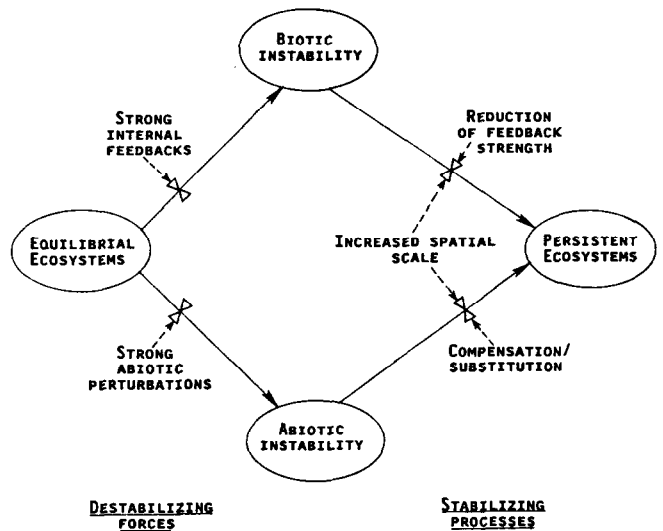 BIOTIC
INSTABILITY
STRONG
INTERNAL
FEEDBACKS
REDUCTION
OF FEEDBACK
STRENGTH
EQUILIBRIAL
ECOSYSTEMS
INCREASED SPATIAL
SCALE
PERSISTENT
ECOSYSTEMS
STRONG
ABIOTIC
PERTURBATIONS
COMPENSATION/
SUBSTITUTION
ABIOTIC
INSTABILITY
DESTABILIZING
FORCES
STABILIZING
PROCESSES